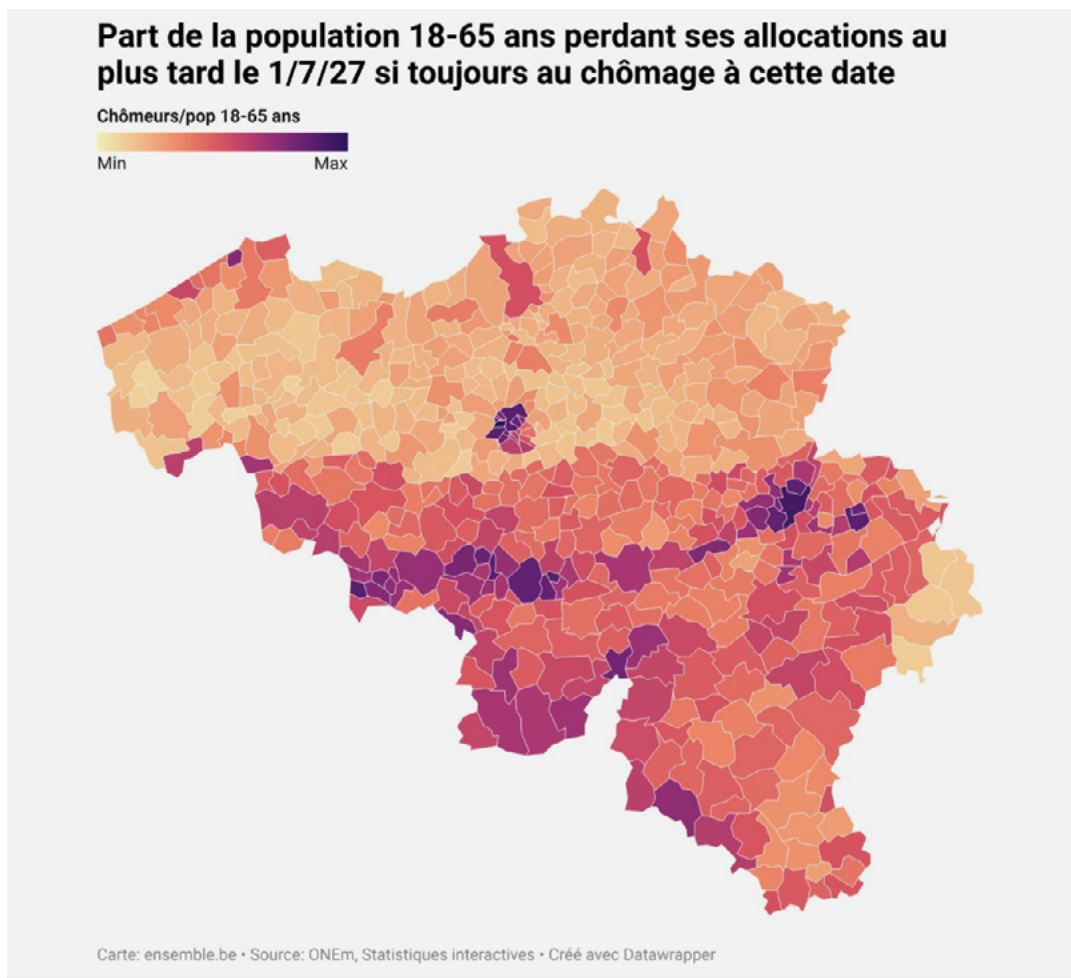 Part de la population 18-65 ans perdant ses allocations au
plus tard le 1/7/27 si toujours au chômage à cette date
Chômeurs/pop 18-65 ans
Min Max
Carte: ensemble.be • Source: ONEm, Statistiques interactives • Créé avec Datawrapper